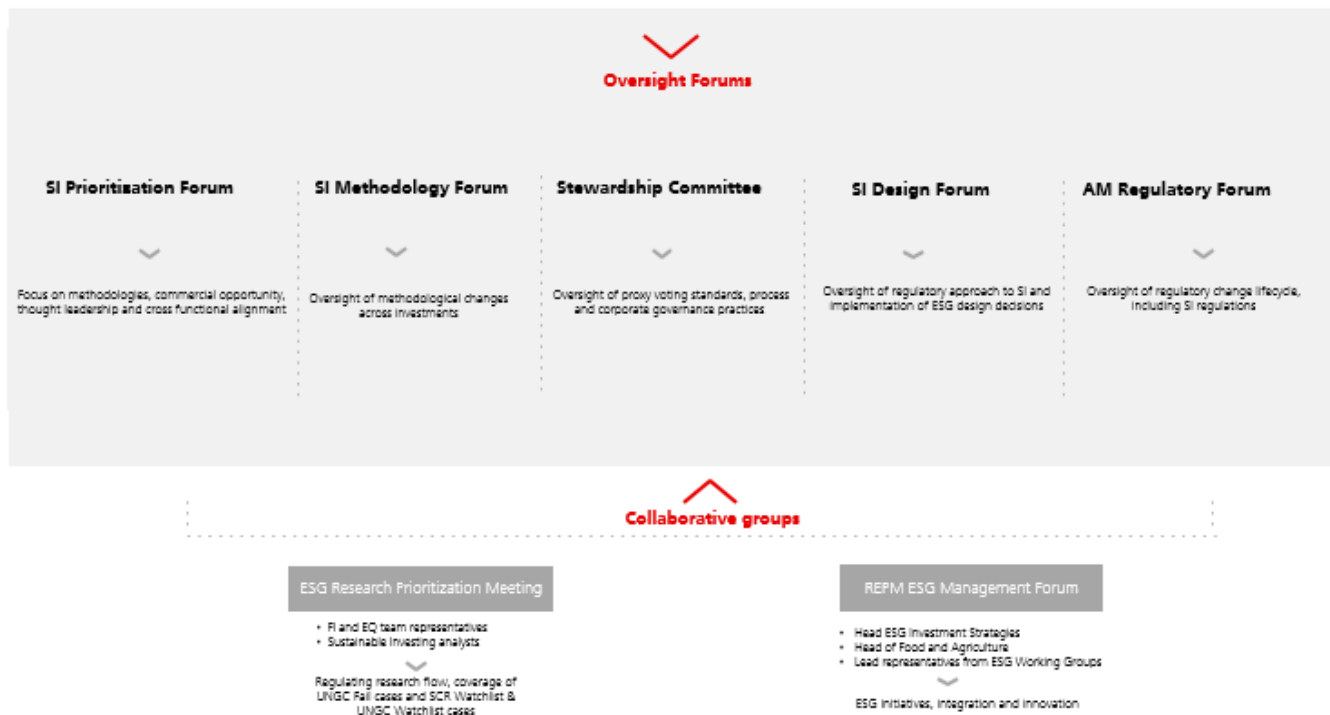 Oversight Forums
SI Prioritization Forum
Focus on methodologies, commercial opportunity,
thought leadership and cross functional alignment
SI Methodology Forum
Oversight of methodological changes
across investments
Stewardship Committee
Oversight of proxy voting standards, process
and corporate governance practices
SI Design Forum
Oversight of regulatory approach to SI and
implementation of ESG design decisions
AM Regulatory Forum
Oversight of regulatory change lifecycle,
including SI regulations
Collaborative groups
ESG Research Prioritization Meeting
• FI and EQ team representatives
• Sustainable investing analysts
Regulating research flow, coverage of
UNGC Fail cases and SCR Watchlist &
UNGC Watchlist cases
REPM ESG Management Forum
• Head ESG Investment Strategies
• Head of Food and Agriculture
• Lead representatives from ESG Working Groups
ESG initiatives, integration and innovation